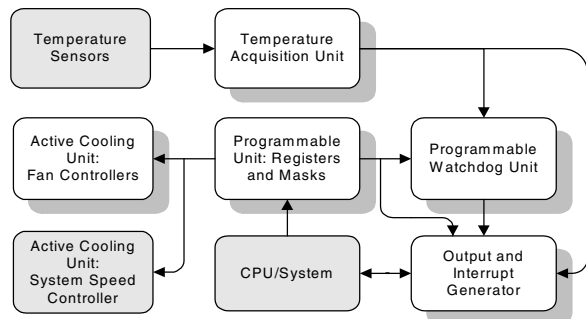 Temperature
Sensors
Temperature
Acquisition Unit
Active Cooling
Unit:
Fan Controllers
Programmable
Unit: Registers
and Masks
Programmable
Watchdog Unit
Active Cooling
Unit:
System Speed
Controller
CPU/System
Output and
Interrupt
Generator